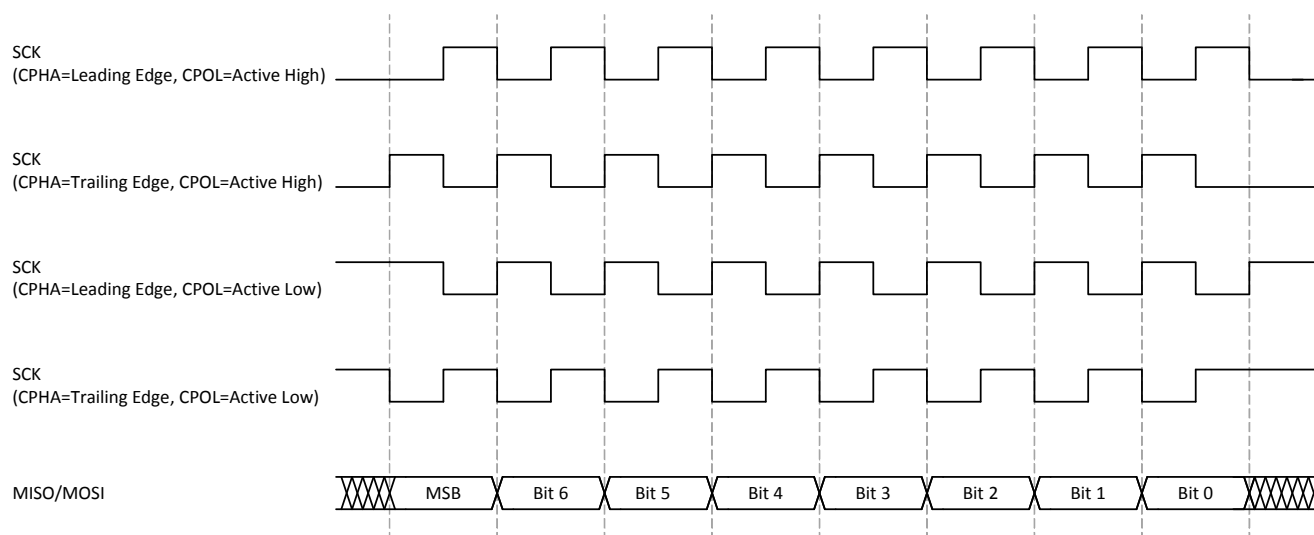 SCK
(CPHA=Leading Edge, CPOL=Active High)
SCK
(CPHA=Trailing Edge, CPOL=Active High)
SCK
(CPHA=Leading Edge, CPOL=Active Low)
SCK
(CPHA=Trailing Edge, CPOL=Active Low)
MISO/MOSI MSB Bit 6 Bit 5 Bit 4 Bit 3 Bit 2 Bit 1 Bit 0